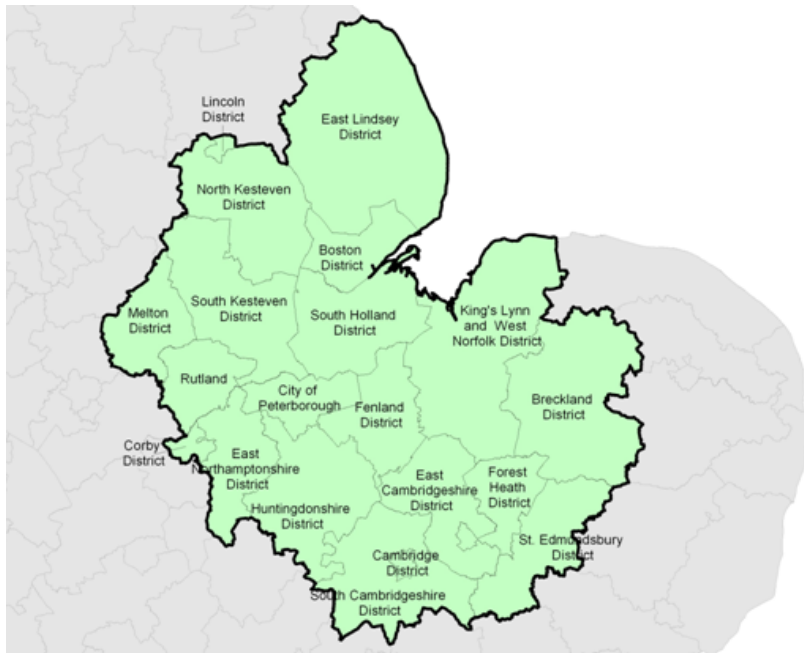 Lincoln
District
East Lindsey
District
North Kesteven
District
Boston
District
Melton
District
South Kesteven
District
South Holland
District
King's Lynn
and West
Norfolk District
Rutland
City of
Peterborough
Fenland
District
Breckland
District
Corby
District
East
Northamptonshire
District
East
Cambridgeshire
District
Forest
Heath
District
Huntingdonshire
District
St. Edmondsbury
District
Cambridge
District
South Cambridgeshire
District